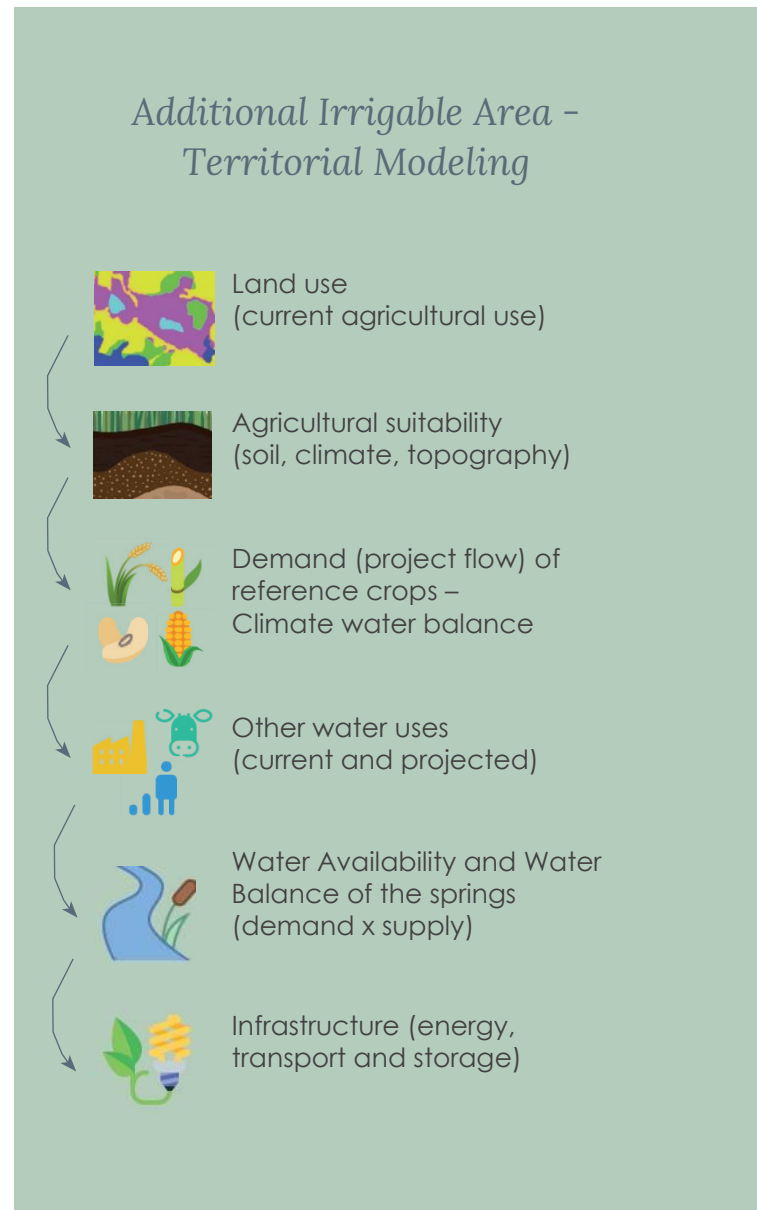 Additional Irrigable Area -
Territorial Modeling
Land use
(current agricultural use)
Agricultural suitability
(soil, climate, topography)
Demand (project flow) of
reference crops –
Climate water balance
Other water uses
(current and projected)
Water Availability and Water
Balance of the springs
(demand x supply)
Infrastructure (energy,
transport and storage)